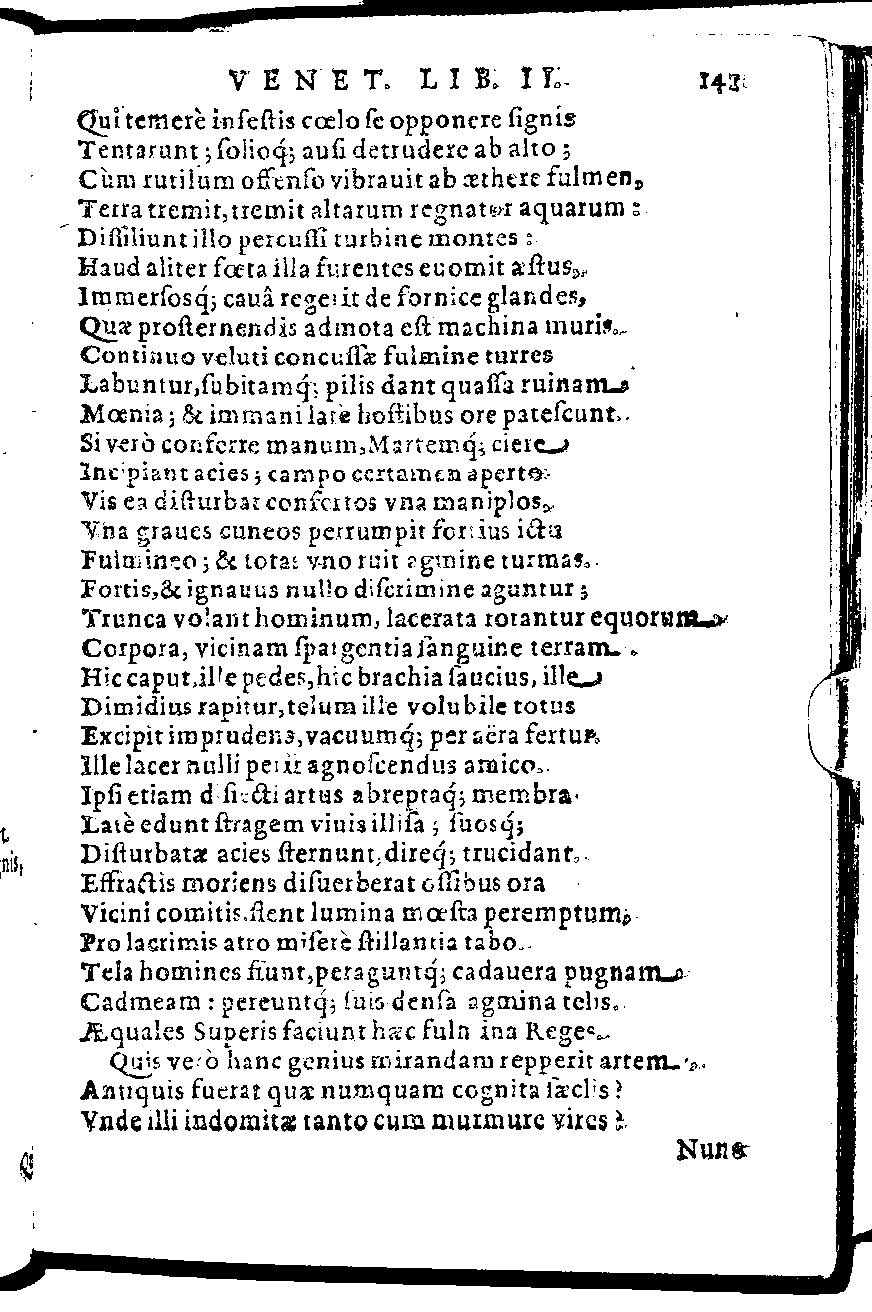 VENET. LIB. II. 143
Qui temerè infestis cœlo se opponere signis
Tentarunt; solioq́; ausi detrudere ab alto;
Cùm rutilum offenso vibrauit ab æthere fulmen,
Terra tremit, tremit altarum regnator aquarum:
Dissiliunt illo percussi turbine montes:
Haud aliter fœta illa furentes euomit æstus,
Immersosq́; cauâ regerit de fornice glandes,
Quæ prosternendis admota est machina muris.
Continuo veluti concussæ fulmine turres
Labuntur, subitamq́; pilis dant quassa ruinam
Mœnia; & immani latè hostibus ore patescunt.
Si verò conferre manum, Martemq́; ciere
Incipiant acies; campo certamen aperto
Vis ea disturbat confertos vna maniplos,
Vna graues cuneos perrumpit fortius ictu
Fulmineo; & totas vno ruit agmine turmas.
Fortis, & ignauus nullo discrimine aguntur;
Trunca volant hominum, lacerata rotantur equorum
Corpora, vicinam spargentia sanguine terram.
Hic caput, ille pedes, hic brachia saucius, ille
Dimidius rapitur, telum ille volubile totus
Excipit imprudens, vacuumq́; per aëra fertur.
Ille lacer nulli perit agnoscendus amico.
Ipsi etiam dissecti artus abreptaq́; membra
Latè edunt stragem viuis illisa; suosq́;
Disturbatæ acies sternunt, direq́; trucidant.
Effractis moriens disuerberat ossibus ora
Vicini comitis, flent lumina mœsta peremptum,
Pro lacrimis atro miserè stillantia tabo.
Tela homines fiunt, peraguntq́; cadauera pugnam
Cadmeam: pereuntq́; suis densa agmina telis.
Æquales Superis faciunt hæc fulmina Reges.
Quis verò hanc genius mirandam repperit artem
Antiquis fuerat quæ numquam cognita sæclis?
Vnde illi indomitæ tanto cum murmure vires?
Nunc